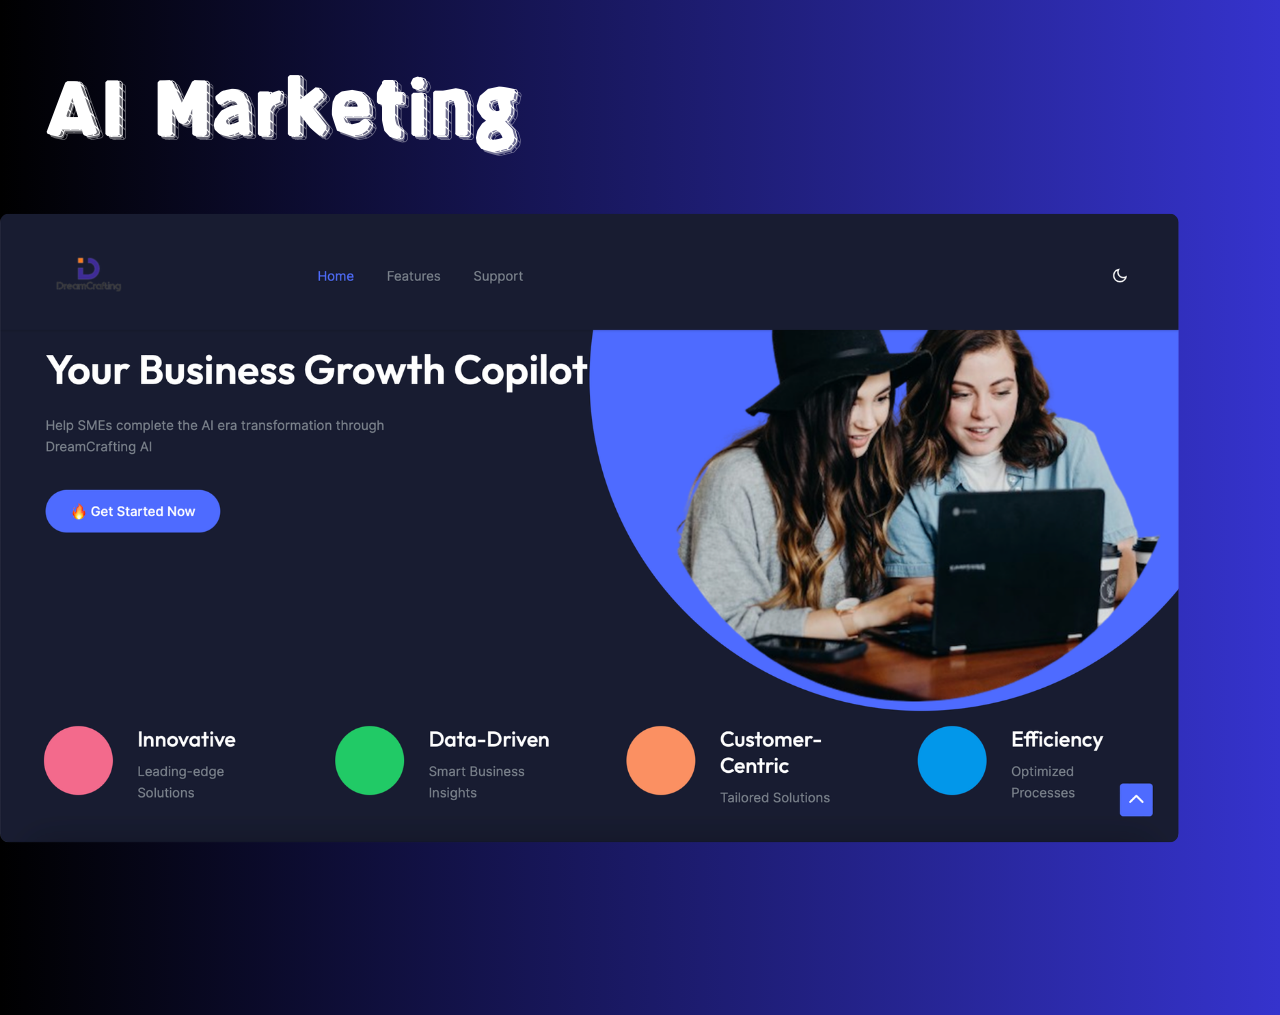 AI Marketing
DreamCrafting
Home Features Support
Your Business Growth Copilot
Help SMEs complete the AI era transformation through
DreamCrafting AI
🔥 Get Started Now
SAMSUNG
Innovative
Leading-edge
Solutions
Data-Driven
Smart Business
Insights
Customer-
Centric
Tailored Solutions
Efficiency
Optimized
Processes